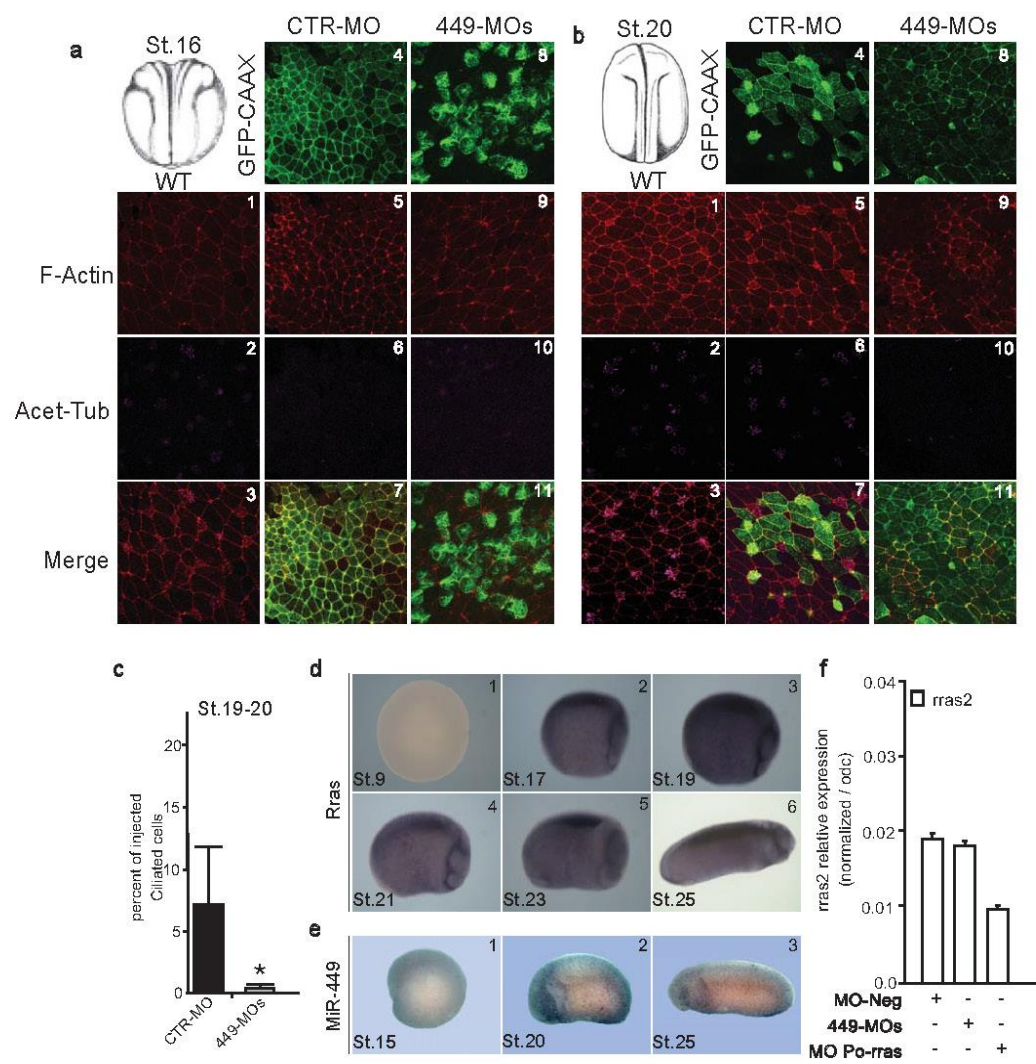 a
St.16
WT
GFP-CAAX
CTR-MO
449-MOs
4
8
F-Actin
1
5
9
Acet-Tub
2
6
10
Merge
3
7
11
b
St.20
WT
GFP-CAAX
CTR-MO
449-MOs
4
8
1
5
9
2
6
10
3
7
11
c
St.19-20
percent of injected
Ciliated cells
20
15
10
5
0
*
CTR-MO
449-MOs
d
Rras
1
St.9
2
St.17
3
St.19
4
St.21
5
St.23
6
St.25
e
MiR-449
1
St.15
2
St.20
3
St.25
f
rras2
rras2 relative expression
(normalized / odc)
0.04
0.03
0.02
0.01
0.0
MO-Neg + - -
449-MOs - + -
MO Po-rras - - +